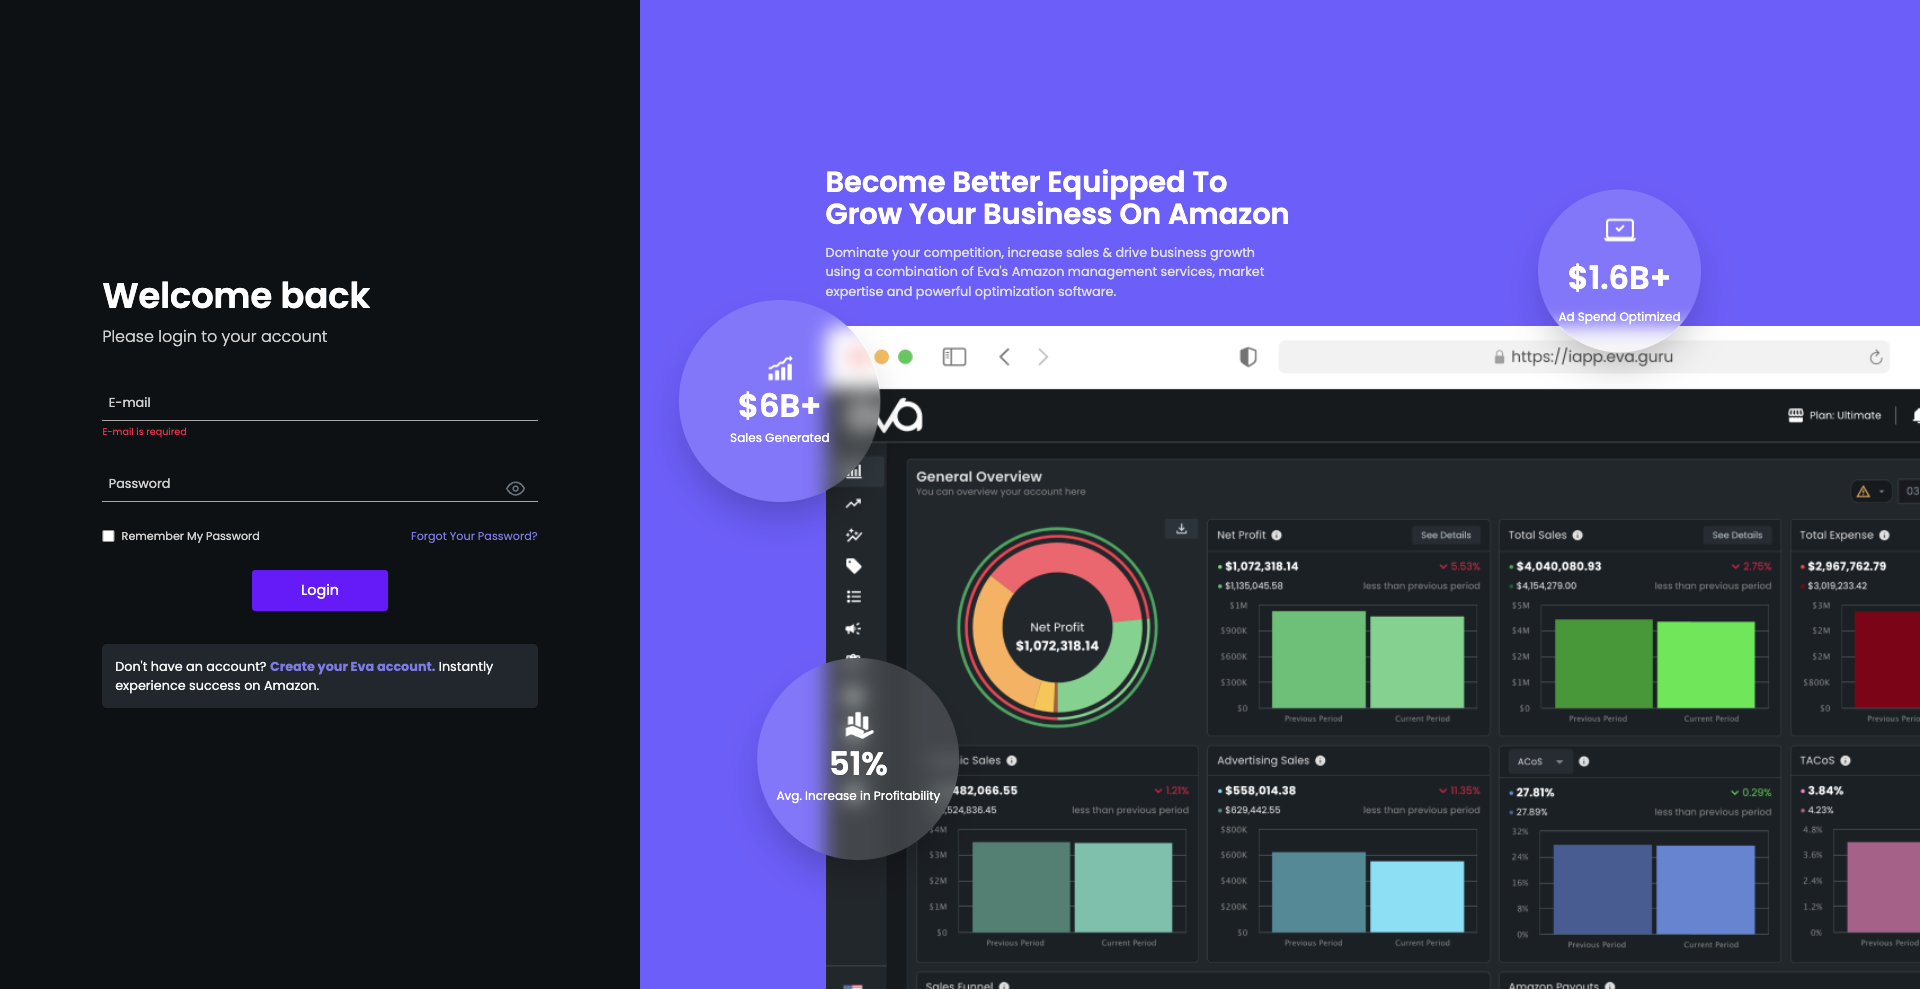 Welcome back
Please login to your account
E-mail
E-mail is required
Password
Remember My Password
Forgot Your Password?
Login
Don't have an account? Create your Eva account. Instantly
experience success on Amazon.
Become Better Equipped To
Grow Your Business On Amazon
Dominate your competition, increase sales & drive business growth
using a combination of Eva's Amazon management services, market
expertise and powerful optimization software.
$1.6B+
Ad Spend Optimized
$6B+
Sales Generated
51%
Avg. Increase in Profitability
https://iapp.eva.guru
Plan: Ultimate
General Overview
You can overview your account here
03
Net Profit
$1,072,318.14
Net Profit
See Details
$1,072,318.14
5.53%
$1,135,045.58
less than previous period
$1M
$900K
$600K
$300K
$0
Previous Period
Current Period
Total Sales
See Details
$4,040,080.93
2.75%
$4,154,279.00
less than previous period
$5M
$4M
$2M
$1M
$0
Previous Period
Current Period
Total Expense
$2,967,762.79
$3,019,233.42
$3M
$2M
$2M
$800K
$0
Previous Perio
ic Sales
482,066.55
1.21%
,524,836.45
less than previous period
$4M
$3M
$2M
$1M
$0
Previous Period
Current Period
Advertising Sales
$558,014.38
11.35%
$629,442.55
less than previous period
$800K
$600K
$400K
$200K
$0
Previous Period
Current Period
ACoS
27.81%
0.29%
27.89%
less than previous period
32%
24%
16%
8%
0%
Previous Period
Current Period
TACoS
3.84%
4.23%
4.8%
3.6%
2.4%
1.2%
0%
Previous Period
Sales Funnel
Amazon Payouts